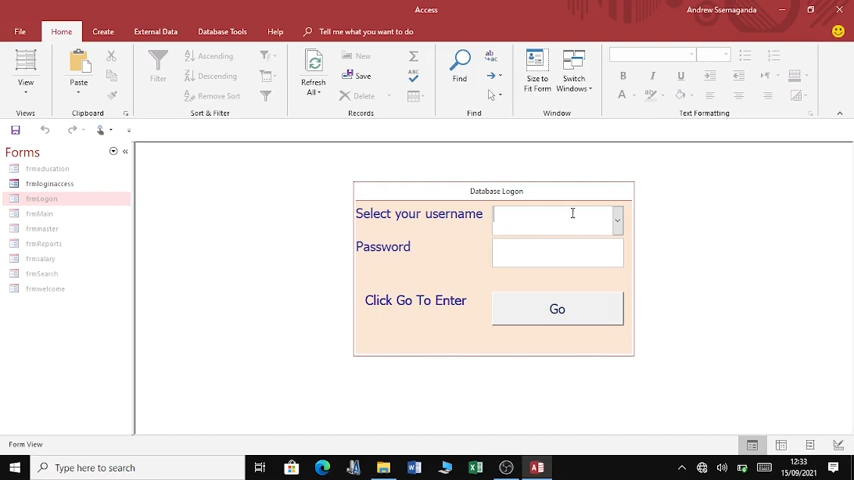 Access
Andrew Ssemaganda
File Home Create External Data Database Tools Help Tell me what you want to do
View
Views
Paste
Clipboard
Filter
Ascending
Descending
Remove Sort
Sort & Filter
Refresh
All
New
Save
Delete
Records
Find
Find
Size to
Fit Form
Switch
Windows
Window
B I U
A
Text Formatting
Forms
frmeducation
frmloginaccess
frmLogon
frmMain
frmmaster
frmReports
frmsalary
frmSearch
frmwelcome
Database Logon
Select your username
Password
Click Go To Enter
Go
Form View
Type here to search
12:33
15/09/2021